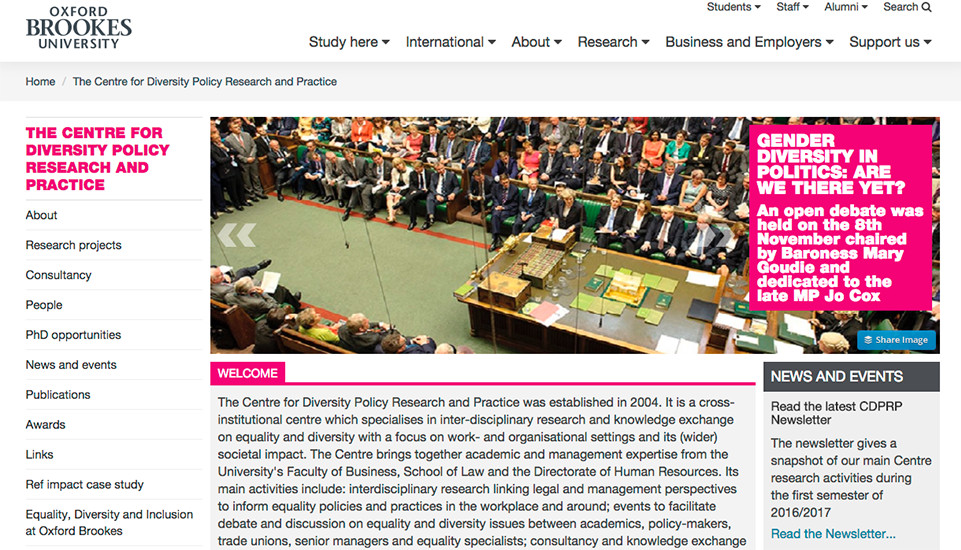 OXFORD
BROOKES
UNIVERSITY
Students
Staff
Alumni
Search
Study here
International
About
Research
Business and Employers
Support us
Home / The Centre for Diversity Policy Research and Practice
THE CENTRE FOR
DIVERSITY POLICY
RESEARCH AND
PRACTICE
About
Research projects
Consultancy
People
PhD opportunities
News and events
Publications
Awards
Links
Ref impact case study
Equality, Diversity and Inclusion
at Oxford Brookes
GENDER
DIVERSITY IN
POLITICS: ARE
WE THERE YET?
An open debate was
held on the 8th
November chaired
by Baroness Mary
Goudie and
dedicated to the
late MP Jo Cox
Share Image
WELCOME
The Centre for Diversity Policy Research and Practice was established in 2004. It is a cross-
institutional centre which specialises in inter-disciplinary research and knowledge exchange
on equality and diversity with a focus on work- and organisational settings and its (wider)
societal impact. The Centre brings together academic and management expertise from the
University's Faculty of Business, School of Law and the Directorate of Human Resources. Its
main activities include: interdisciplinary research linking legal and management perspectives
to inform equality policies and practices in the workplace and around; events to facilitate
debate and discussion on equality and diversity issues between academics, policy-makers,
trade unions, senior managers and equality specialists; consultancy and knowledge exchange
NEWS AND EVENTS
Read the latest CDPRP
Newsletter
The newsletter gives a
snapshot of our main Centre
research activities during
the first semester of
2016/2017
Read the Newsletter...